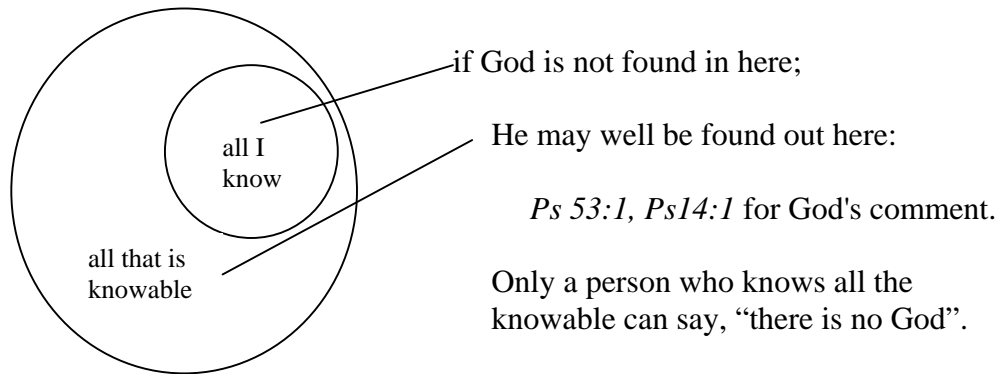 if God is not found in here;
He may well be found out here:
all I
know
Ps 53:1, Ps14:1 for God's comment.
all that is
knowable
Only a person who knows all the
knowable can say, “there is no God”.